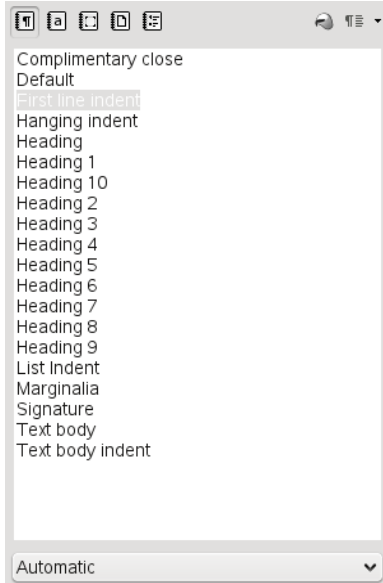 Complimentary close
Default
First line indent
Hanging indent
Heading
Heading 1
Heading 10
Heading 2
Heading 3
Heading 4
Heading 5
Heading 6
Heading 7
Heading 8
Heading 9
List Indent
Marginalia
Signature
Text body
Text body indent
Automatic